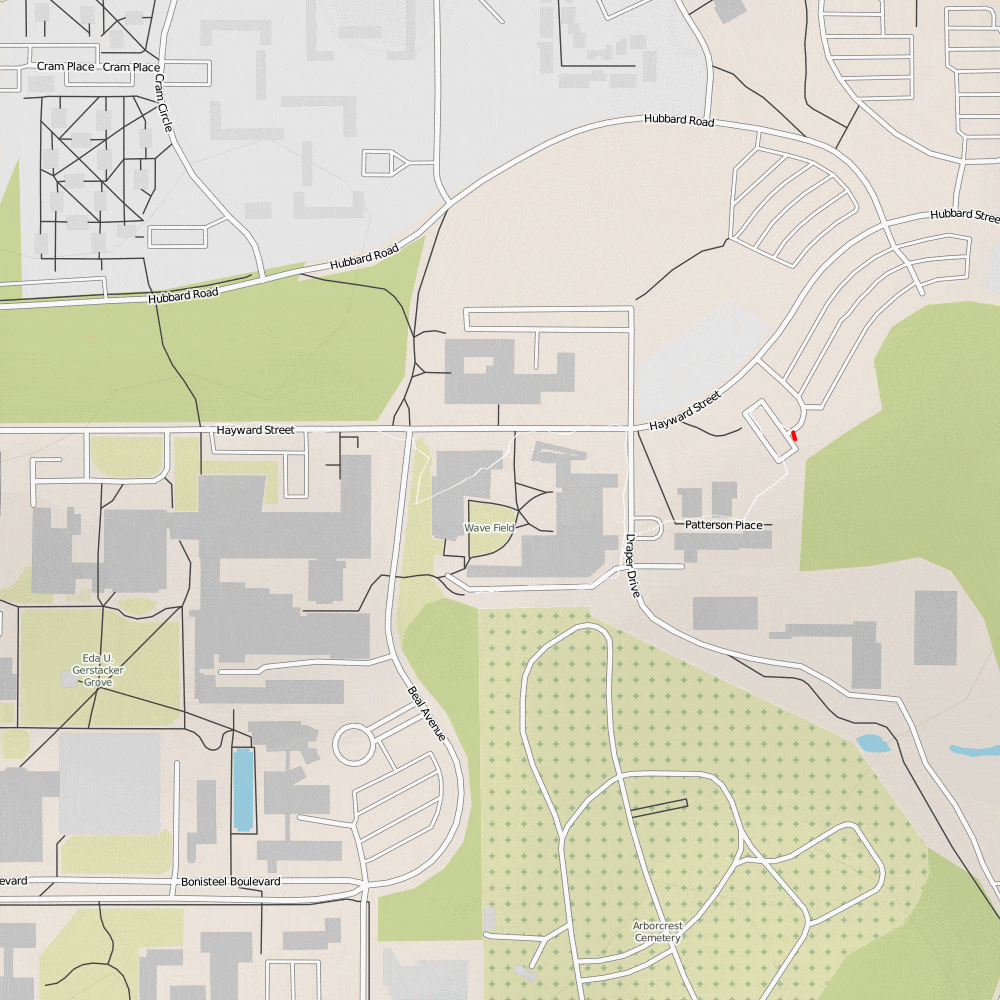 Cram Place
Cram Place
Cram Circle
Hubbard Road
Hubbard Stree
Hubbard Road
Hubbard Road
Hayward Street
Hayward Street
Wave Field
Patterson Place
Draper Drive
Eda U.
Gerstacker
Grove
Beal Avenue
evard
Bonisteel Boulevard
Arborcrest
Cemetery